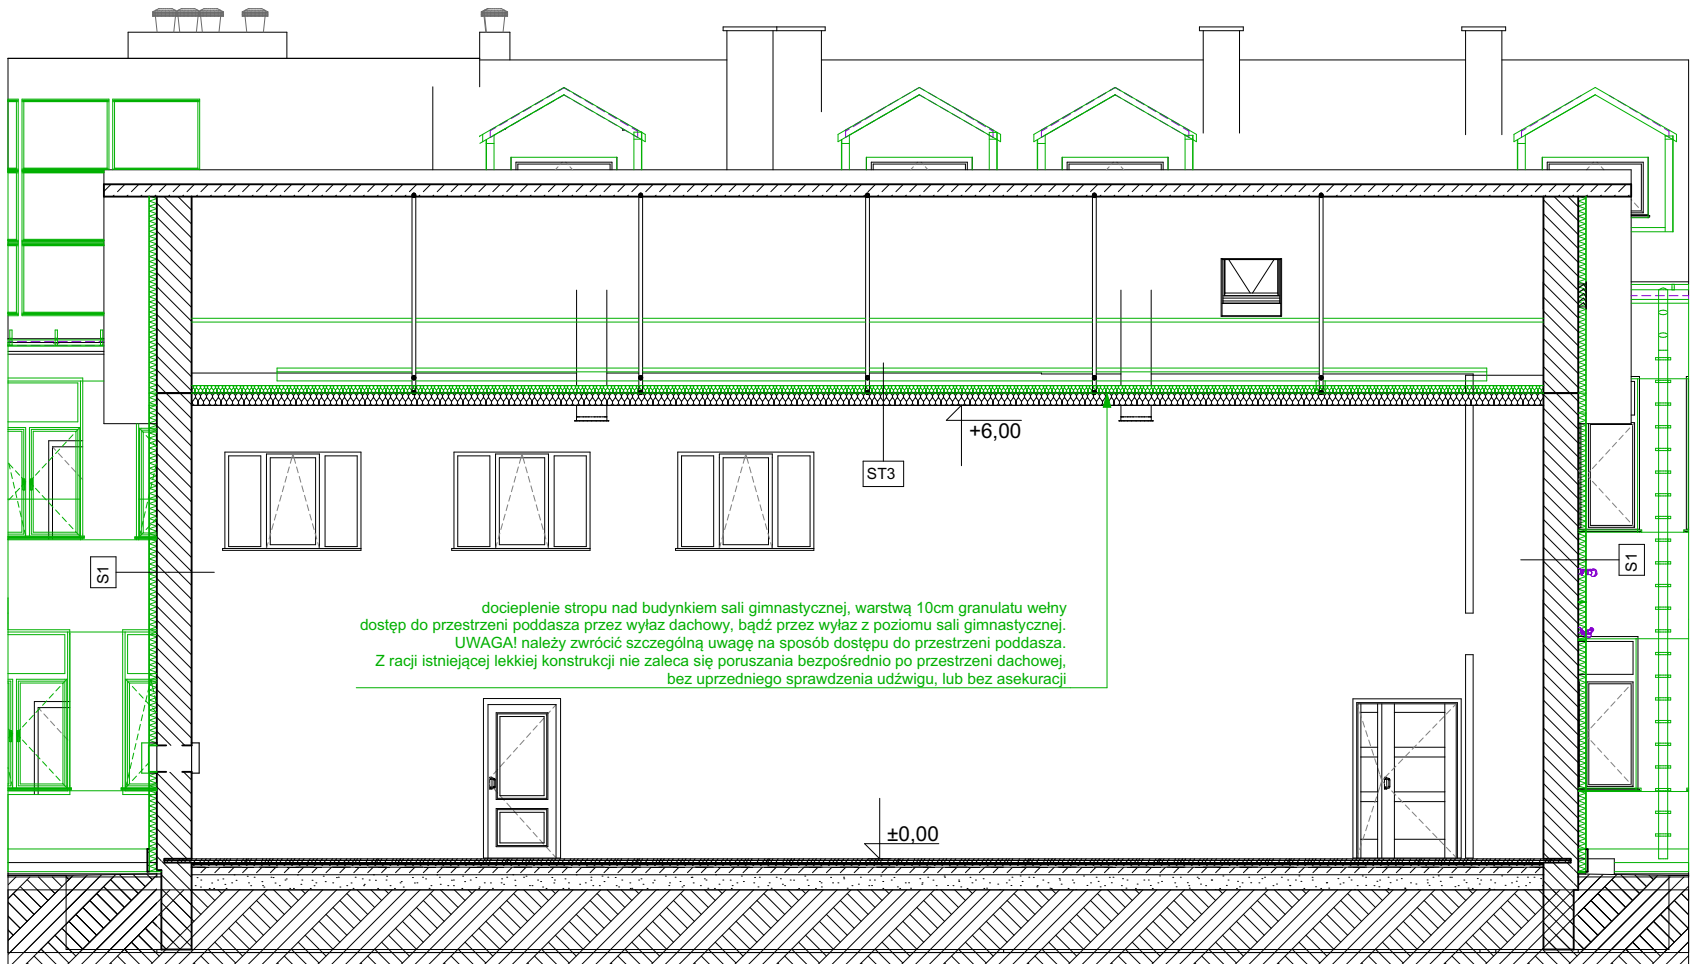 +6,00
ST3
S1
S1
docieplenie stropu nad budynkiem sali gimnastycznej, warstwą 10cm granulatu wełny
dostęp do przestrzeni poddasza przez wyłaz dachowy, bądź przez wyłaz z poziomu sali gimnastycznej.
UWAGA! należy zwrócić szczególną uwagę na sposób dostępu do przestrzeni poddasza.
Z racji istniejącej lekkiej konstrukcji nie zaleca się poruszania bezpośrednio po przestrzeni dachowej,
bez uprzedniego sprawdzenia udźwigu, lub bez asekuracji
±0,00